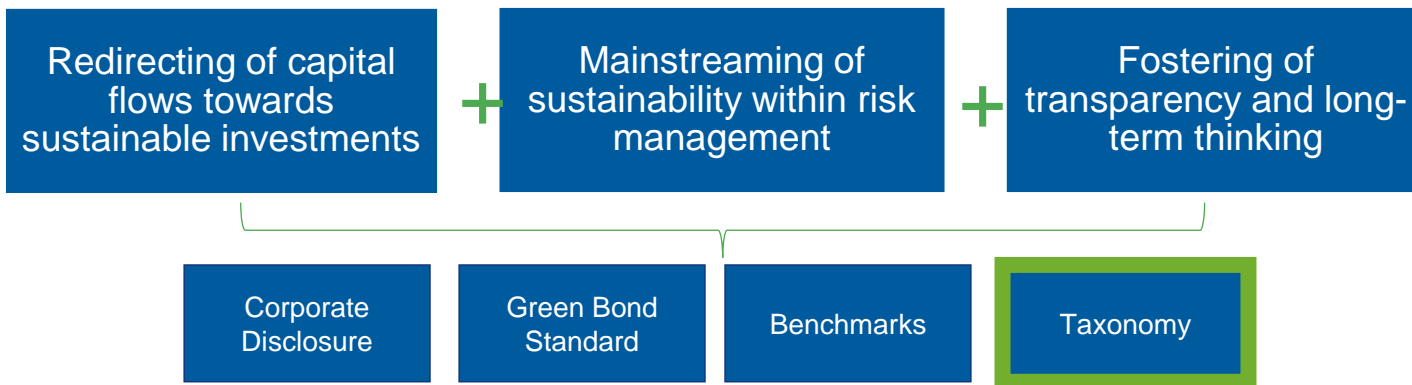 Redirecting of capital
flows towards
sustainable investments
+
Mainstreaming of
sustainability within risk
management
+
Fostering of
transparency and long-
term thinking
Corporate
Disclosure
Green Bond
Standard
Benchmarks
Taxonomy